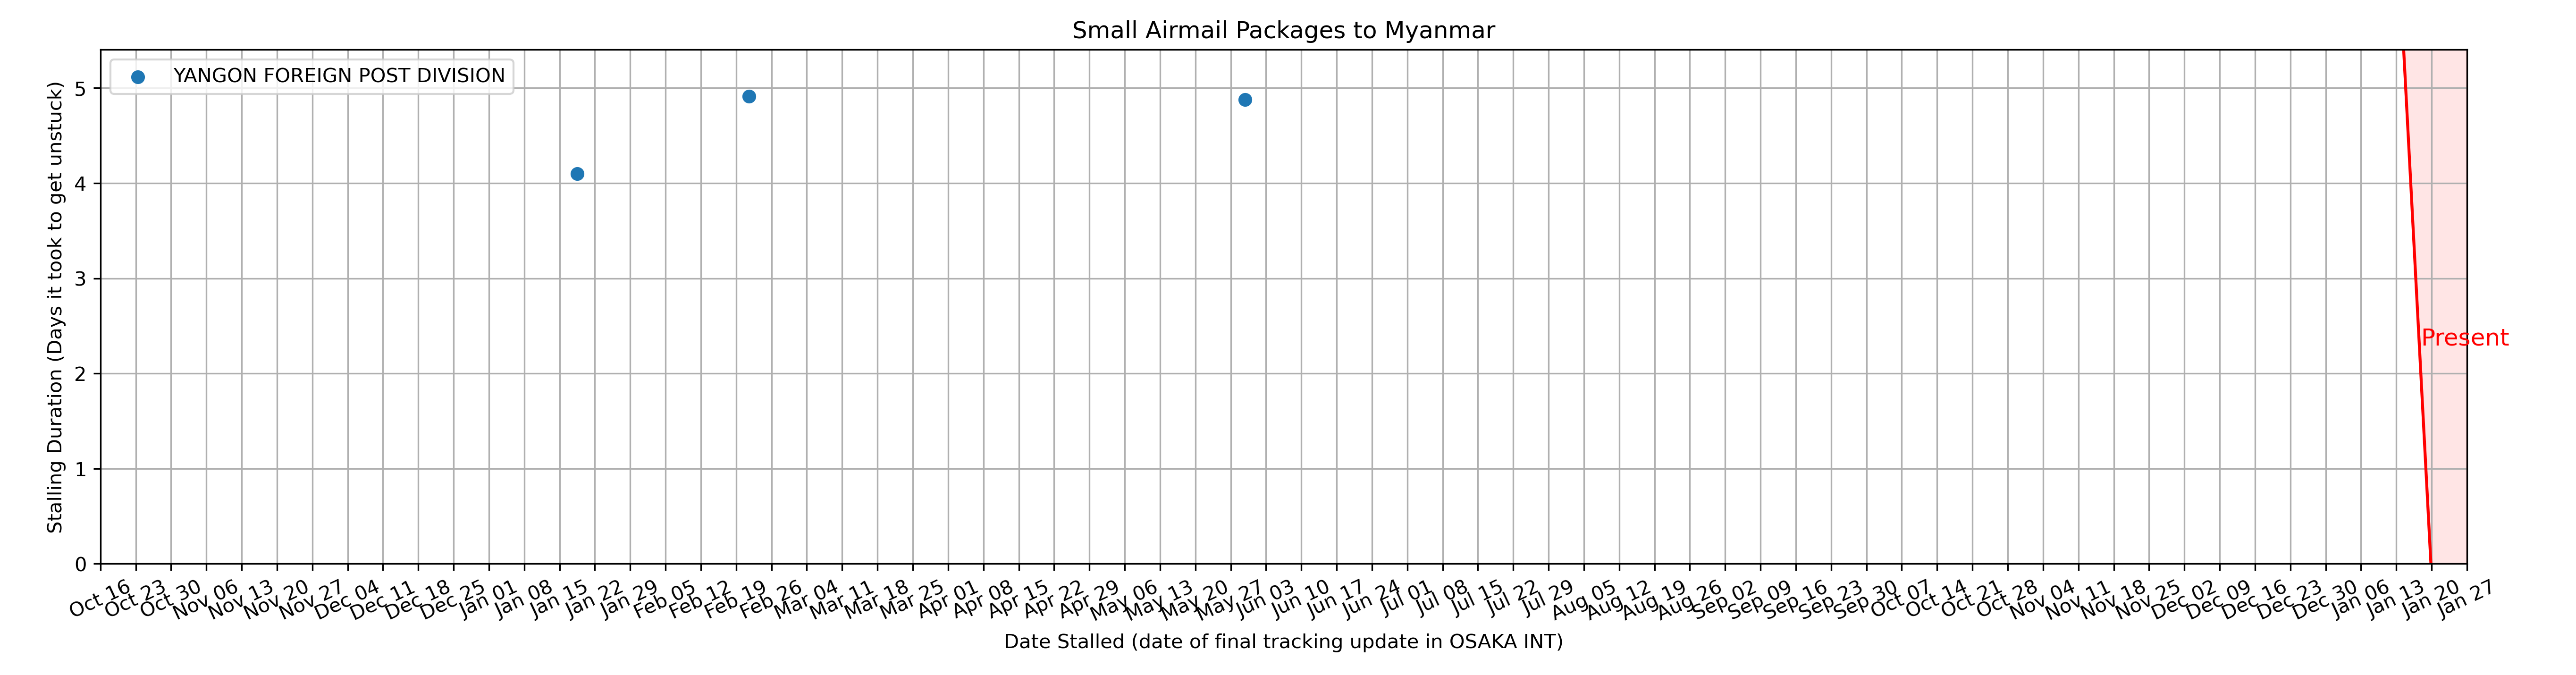 Small Airmail Packages to Myanmar
YANGON FOREIGN POST DIVISION
Stalling Duration (Days it took to get unstuck)
5
4
3
2
1
0
Present
Oct 16
Oct 23
Oct 30
Nov 06
Nov 13
Nov 20
Nov 27
Dec 04
Dec 11
Dec 18
Dec 25
Jan 01
Jan 08
Jan 15
Jan 22
Jan 29
Feb 05
Feb 12
Feb 19
Feb 26
Mar 04
Mar 11
Mar 18
Mar 25
Apr 01
Apr 08
Apr 15
Apr 22
Apr 29
May 06
May 13
May 20
May 27
Jun 03
Jun 10
Jun 17
Jun 24
Jul 01
Jul 08
Jul 15
Jul 22
Jul 29
Aug 05
Aug 12
Aug 19
Aug 26
Sep 02
Sep 09
Sep 16
Sep 23
Sep 30
Oct 07
Oct 14
Oct 21
Oct 28
Nov 04
Nov 11
Nov 18
Nov 25
Dec 02
Dec 09
Dec 16
Dec 23
Dec 30
Jan 06
Jan 13
Jan 20
Jan 27
Date Stalled (date of final tracking update in OSAKA INT)